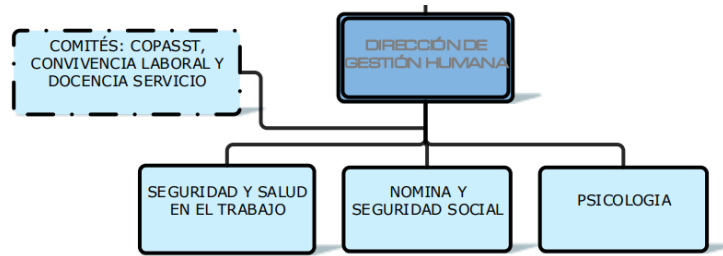 COMITÉS: COPASST,
CONVIVENCIA LABORAL Y
DOCENCIA SERVICIO
DIRECCIÓN DE
GESTIÓN HUMANA
SEGURIDAD Y SALUD
EN EL TRABAJO
NOMINA Y
SEGURIDAD SOCIAL
PSICOLOGIA